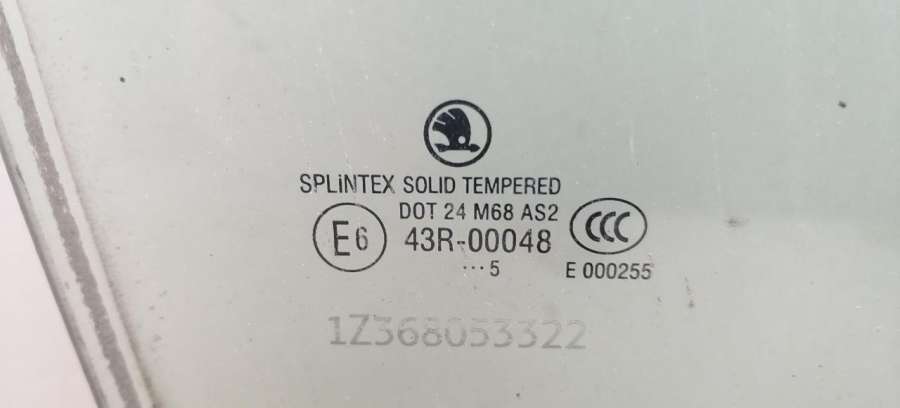 SPLiNTEX SOLID TEMPERED
DOT 24 M68 AS2
E6 43R-00048 CCC
...5 E 000255
1Z368053322